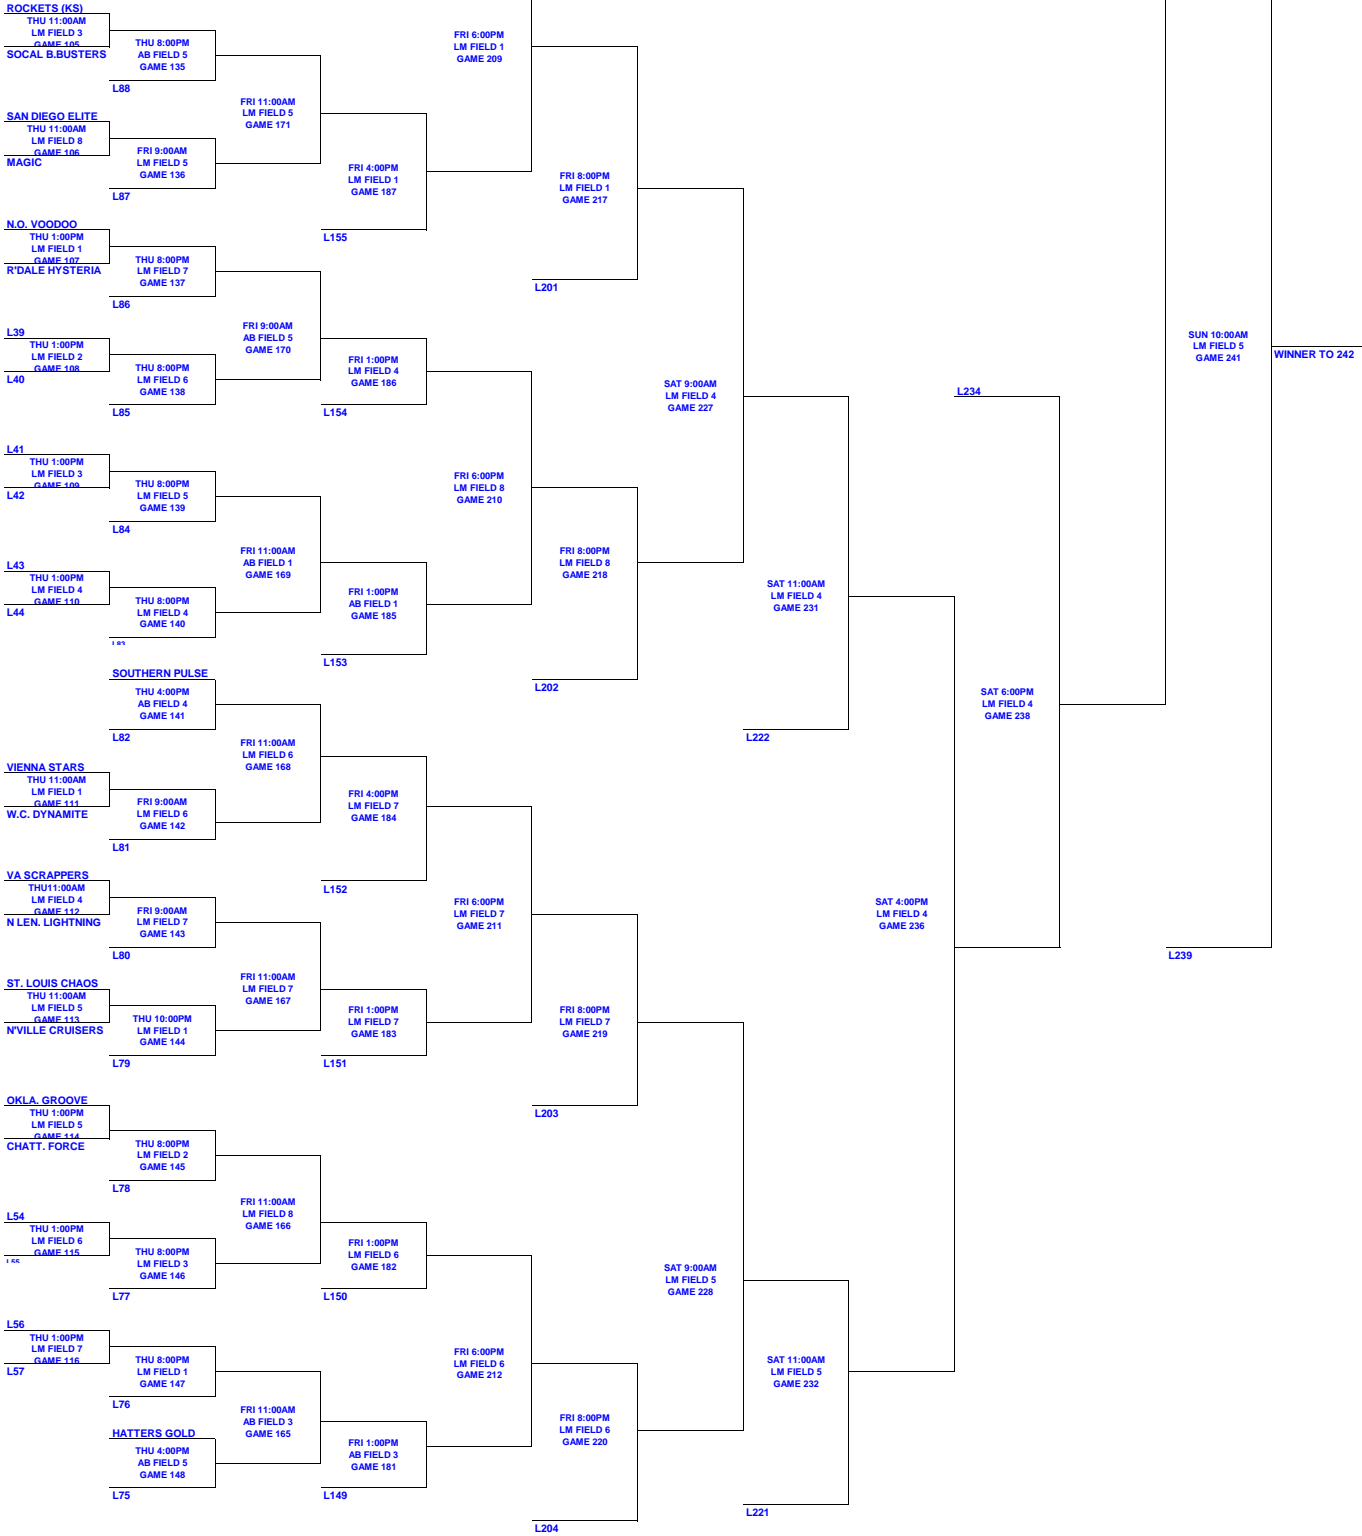 ROCKETS (KS)
THU 11:00AM
LM FIELD 3
GAME 105
SOCAL B.BUSTERS
THU 8:00PM
AB FIELD 5
GAME 135
L88
FRI 11:00AM
LM FIELD 5
GAME 171
SAN DIEGO ELITE
THU 11:00AM
LM FIELD 8
GAME 106
MAGIC
FRI 9:00AM
LM FIELD 5
GAME 136
L87
FRI 4:00PM
LM FIELD 1
GAME 187
L155
FRI 6:00PM
LM FIELD 1
GAME 209
FRI 8:00PM
LM FIELD 1
GAME 217
L201
N.O. VOODOO
THU 1:00PM
LM FIELD 1
GAME 107
R'DALE HYSTERIA
THU 8:00PM
LM FIELD 7
GAME 137
L86
FRI 9:00AM
AB FIELD 5
GAME 170
L39
THU 1:00PM
LM FIELD 2
GAME 108
L40
THU 8:00PM
LM FIELD 6
GAME 138
L85
FRI 1:00PM
LM FIELD 4
GAME 186
L154
SAT 9:00AM
LM FIELD 4
GAME 227
L234
SUN 10:00AM
LM FIELD 5
GAME 241
WINNER TO 242
L41
THU 1:00PM
LM FIELD 3
GAME 109
L42
THU 8:00PM
LM FIELD 5
GAME 139
L84
FRI 11:00AM
AB FIELD 1
GAME 169
L43
THU 1:00PM
LM FIELD 4
GAME 110
L44
THU 8:00PM
LM FIELD 4
GAME 140
L83
FRI 1:00PM
AB FIELD 1
GAME 185
L153
FRI 6:00PM
LM FIELD 8
GAME 210
FRI 8:00PM
LM FIELD 8
GAME 218
L202
SAT 11:00AM
LM FIELD 4
GAME 231
L222
SAT 6:00PM
LM FIELD 4
GAME 238
SOUTHERN PULSE
THU 4:00PM
AB FIELD 4
GAME 141
L82
FRI 11:00AM
LM FIELD 6
GAME 168
VIENNA STARS
THU 11:00AM
LM FIELD 1
GAME 111
W.C. DYNAMITE
FRI 9:00AM
LM FIELD 6
GAME 142
L81
FRI 4:00PM
LM FIELD 7
GAME 184
L152
VA SCRAPPERS
THU11:00AM
LM FIELD 4
GAME 112
N LEN. LIGHTNING
FRI 9:00AM
LM FIELD 7
GAME 143
L80
FRI 6:00PM
LM FIELD 7
GAME 211
SAT 4:00PM
LM FIELD 4
GAME 236
L239
ST. LOUIS CHAOS
THU 11:00AM
LM FIELD 5
GAME 113
N'VILLE CRUISERS
THU 10:00PM
LM FIELD 1
GAME 144
L79
FRI 11:00AM
LM FIELD 7
GAME 167
FRI 1:00PM
LM FIELD 7
GAME 183
L151
FRI 8:00PM
LM FIELD 7
GAME 219
L203
OKLA. GROOVE
THU 1:00PM
LM FIELD 5
GAME 114
CHATT. FORCE
THU 8:00PM
LM FIELD 2
GAME 145
L78
FRI 11:00AM
LM FIELD 8
GAME 166
L54
THU 1:00PM
LM FIELD 6
GAME 115
L55
THU 8:00PM
LM FIELD 3
GAME 146
L77
FRI 1:00PM
LM FIELD 6
GAME 182
L150
SAT 9:00AM
LM FIELD 5
GAME 228
L56
THU 1:00PM
LM FIELD 7
GAME 116
L57
THU 8:00PM
LM FIELD 1
GAME 147
L76
FRI 11:00AM
AB FIELD 3
GAME 165
HATTERS GOLD
THU 4:00PM
AB FIELD 5
GAME 148
L75
FRI 1:00PM
AB FIELD 3
GAME 181
L149
FRI 6:00PM
LM FIELD 6
GAME 212
FRI 8:00PM
LM FIELD 6
GAME 220
L204
SAT 11:00AM
LM FIELD 5
GAME 232
L221